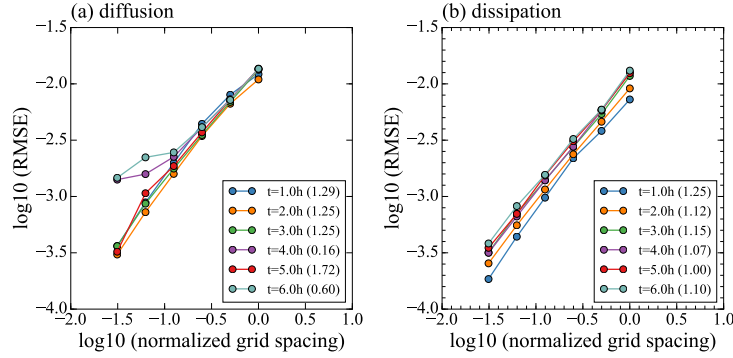 (a) diffusion
log10 (RMSE)
−1.5
−2.0
−2.5
−3.0
−3.5
−4.0
t=1.0h (1.29)
t=2.0h (1.25)
t=3.0h (1.25)
t=4.0h (0.16)
t=5.0h (1.72)
t=6.0h (0.60)
−2.0 −1.5 −1.0 −0.5 0.0 0.5 1.0
log10 (normalized grid spacing)
(b) dissipation
log10 (RMSE)
−1.5
−2.0
−2.5
−3.0
−3.5
−4.0
t=1.0h (1.25)
t=2.0h (1.12)
t=3.0h (1.15)
t=4.0h (1.07)
t=5.0h (1.00)
t=6.0h (1.10)
−2.0 −1.5 −1.0 −0.5 0.0 0.5 1.0
log10 (normalized grid spacing)